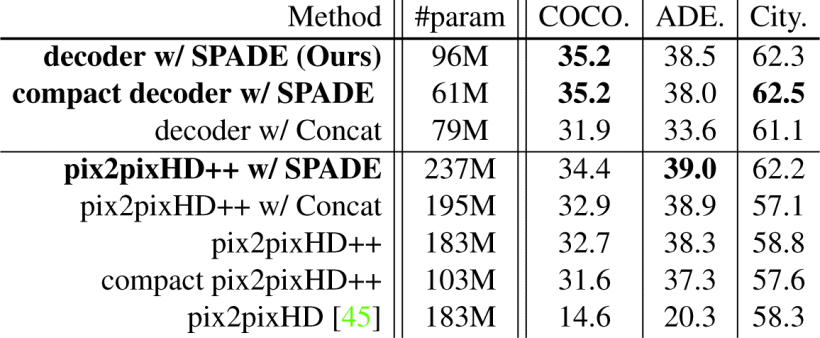 Method #param COCO. ADE. City.
decoder w/ SPADE (Ours) 96M 35.2 38.5 62.3
compact decoder w/ SPADE 61M 35.2 38.0 62.5
decoder w/ Concat 79M 31.9 33.6 61.1
pix2pixHD++ w/ SPADE 237M 34.4 39.0 62.2
pix2pixHD++ w/ Concat 195M 32.9 38.9 57.1
pix2pixHD++ 183M 32.7 38.3 58.8
compact pix2pixHD++ 103M 31.6 37.3 57.6
pix2pixHD [45] 183M 14.6 20.3 58.3